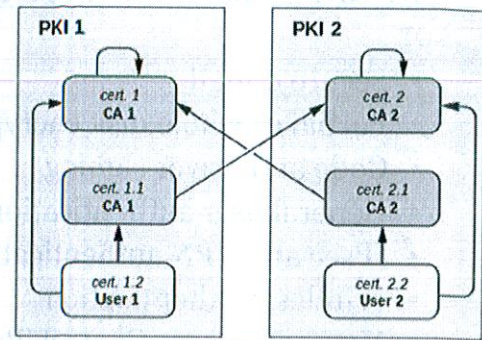 PKI 1
cert. 1
CA 1
cert. 1.1
CA 1
cert. 1.2
User 1
PKI 2
cert. 2
CA 2
cert. 2.1
CA 2
cert. 2.2
User 2